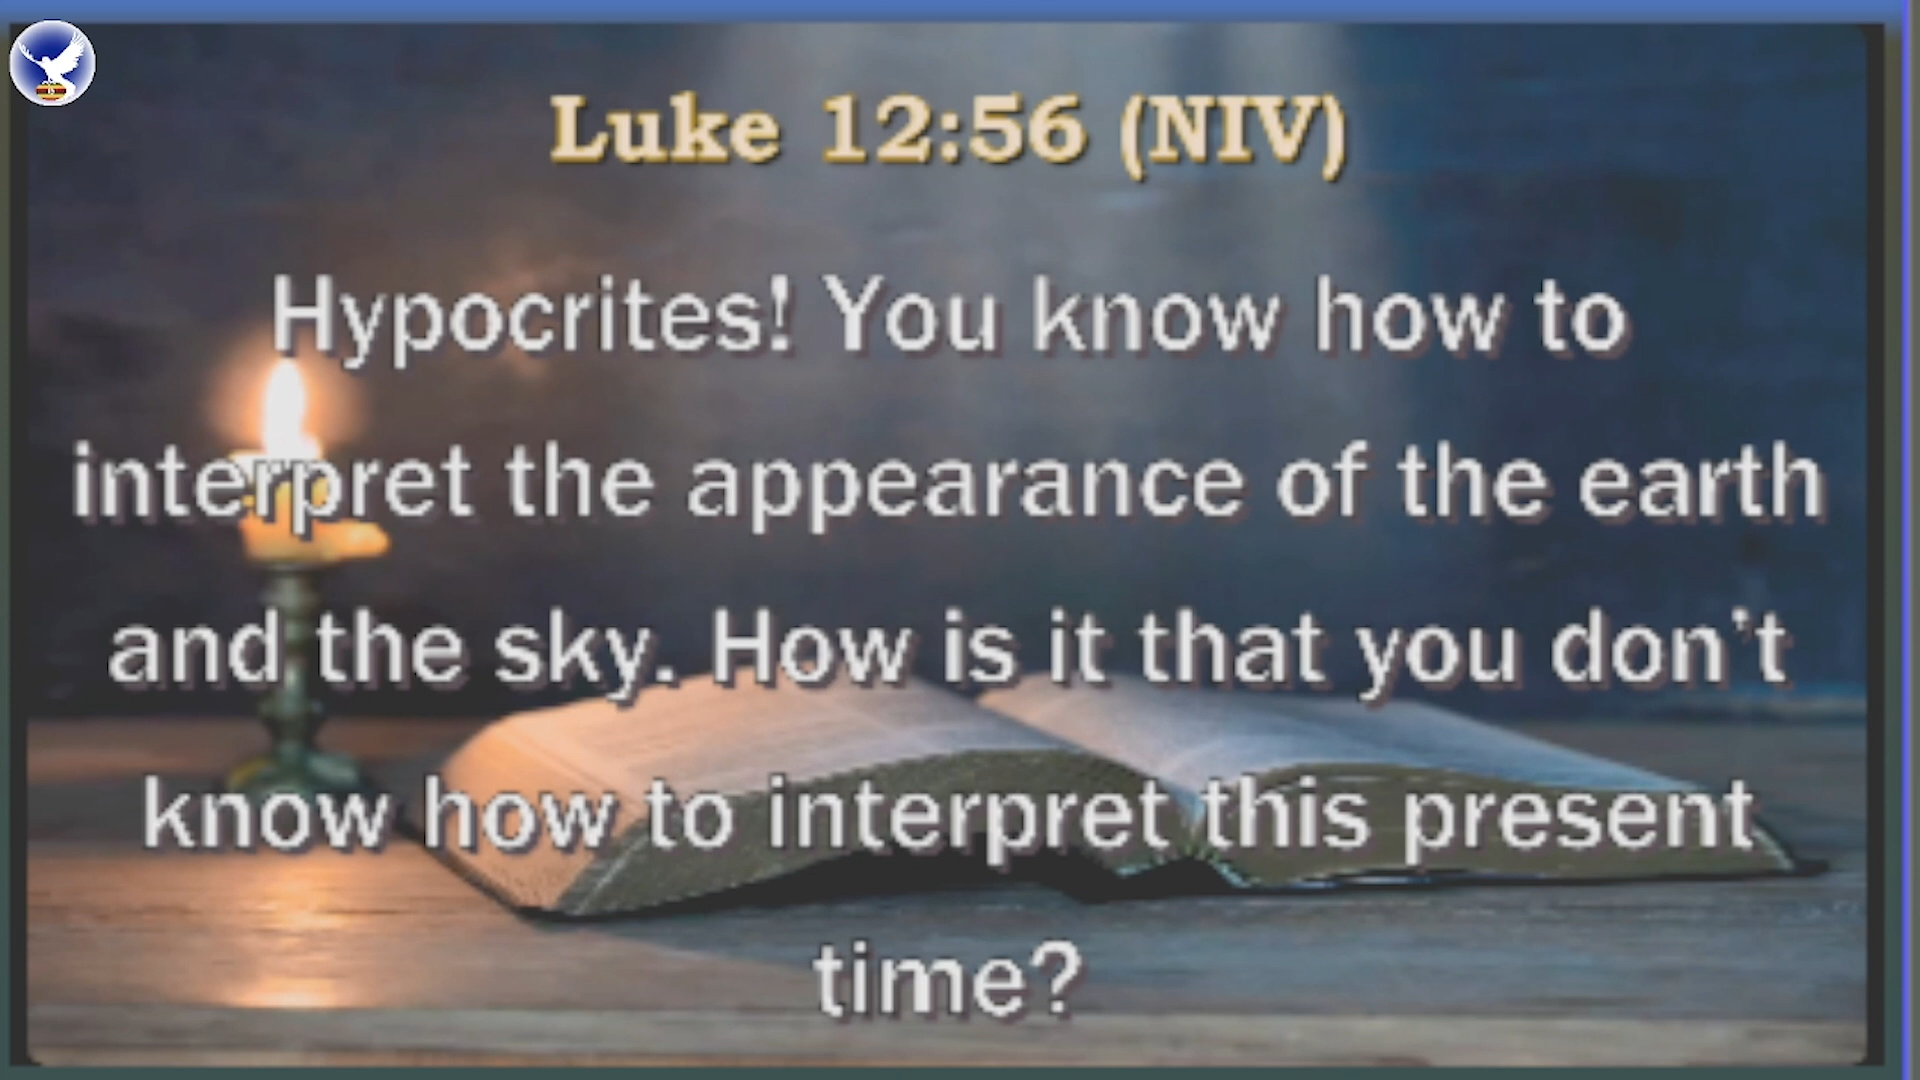 Luke 12:56 (NIV)
Hypocrites! You know how to
interpret the appearance of the earth
and the sky. How is it that you don't
know how to interpret this present
time?